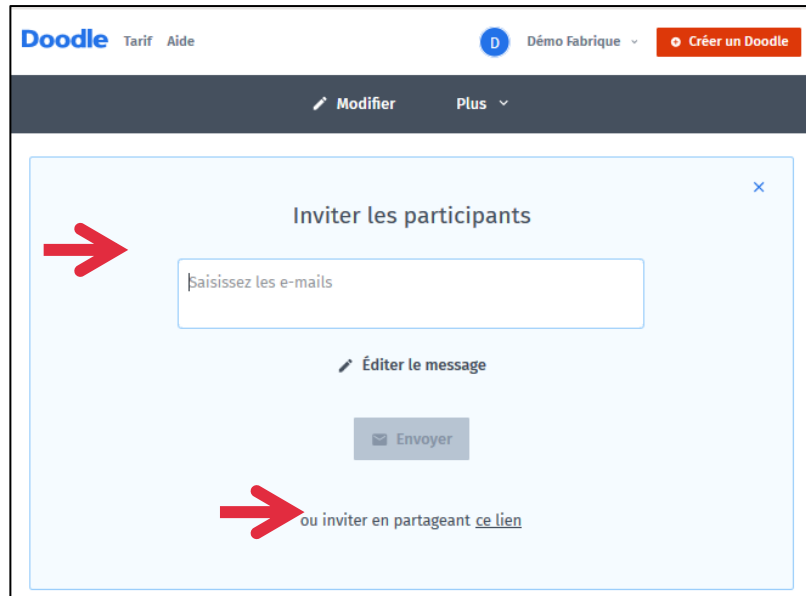 Doodle Tarif Aide D Démo Fabrique Créer un Doodle
Modifier Plus
Inviter les participants
Saisissez les e-mails
Éditer le message
Envoyer
ou inviter en partageant ce lien